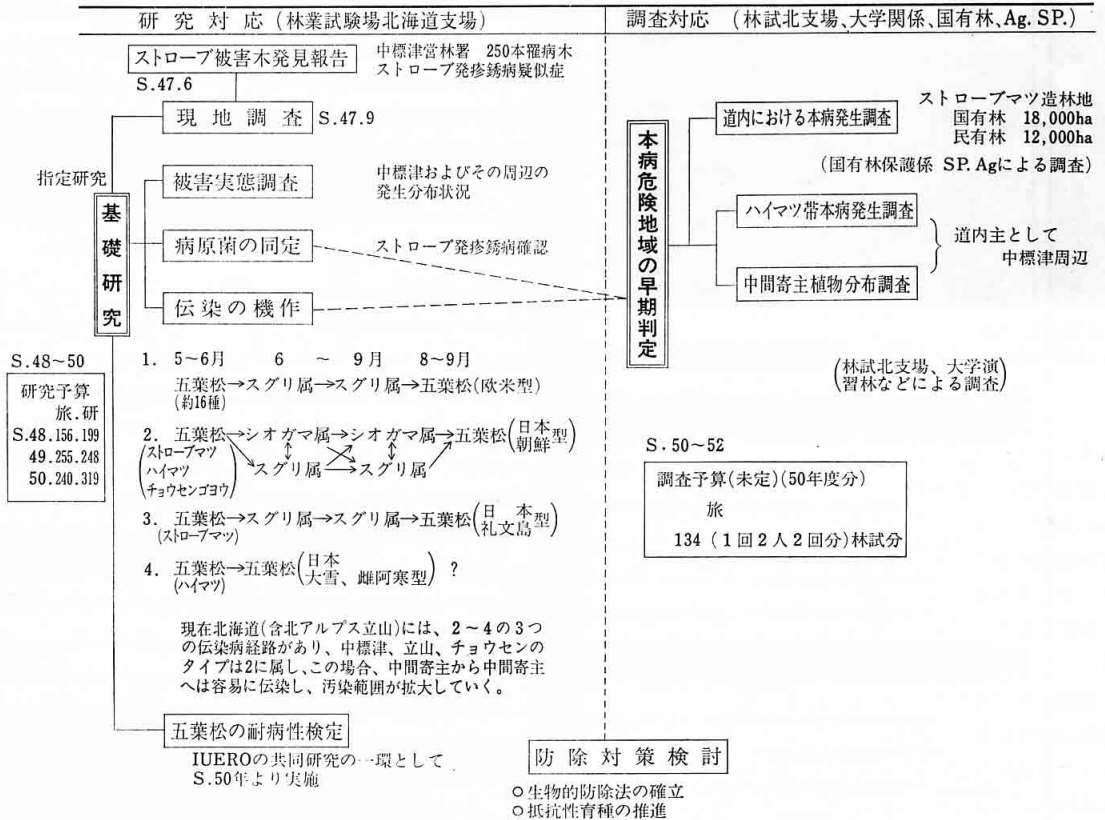 研究対応(林業試験場北海道支場)
ストローブ被害木発見報告
中標津営林署 250本罹病木
ストローブ発疹銹病疑似症
S.47.6
現地調査 S.47.9
指定研究
基礎研究
被害実態調査
中標津およびその周辺の
発生分布状況
病原菌の同定
ストローブ発疹銹病確認
伝染の機作
S.48~50
研究予算
旅.研
S.48.156.199
49.255.248
50.240.319
1. 5~6月 6 ~ 9月 8~9月
五葉松→スグリ属→スグリ属→五葉松(欧米型)
(約16種)
2. 五葉松→シオガマ属→シオガマ属→五葉松(日本 朝鮮型)
(ストローブマツ
ハイマツ
チョウセンゴヨウ)
スグリ属→スグリ属
3. 五葉松→スグリ属→スグリ属→五葉松(日本 礼文島型)
(ストローブマツ)
4. 五葉松→五葉松(日本 大雪、雌阿寒型)?
(ハイマツ)
現在北海道(含北アルプス立山)には、2~4の3つ
の伝染病経路があり、中標津、立山、チョウセンの
タイプは2に属し、この場合、中間寄主から中間寄主
へは容易に伝染し、汚染範囲が拡大していく。
五葉松の耐病性検定
IUEROの共同研究の一環として
S.50年より実施
調査対応(林試北支場、大学関係、国有林、Ag. SP.)
本病危険地域の早期判定
道内における本病発生調査
ストローブマツ造林地
国有林 18,000ha
民有林 12,000ha
(国有林保護係 SP. Agによる調査)
ハイマツ帯本病発生調査
中間寄主植物分布調査
道内主として
中標津周辺
(林試北支場、大学演
習林などによる調査)
S.50~52
調査予算(未定)(50年度分)
旅
134(1回2人2回分)林試分
防除対策検討
○生物的防除法の確立
○抵抗性育種の推進